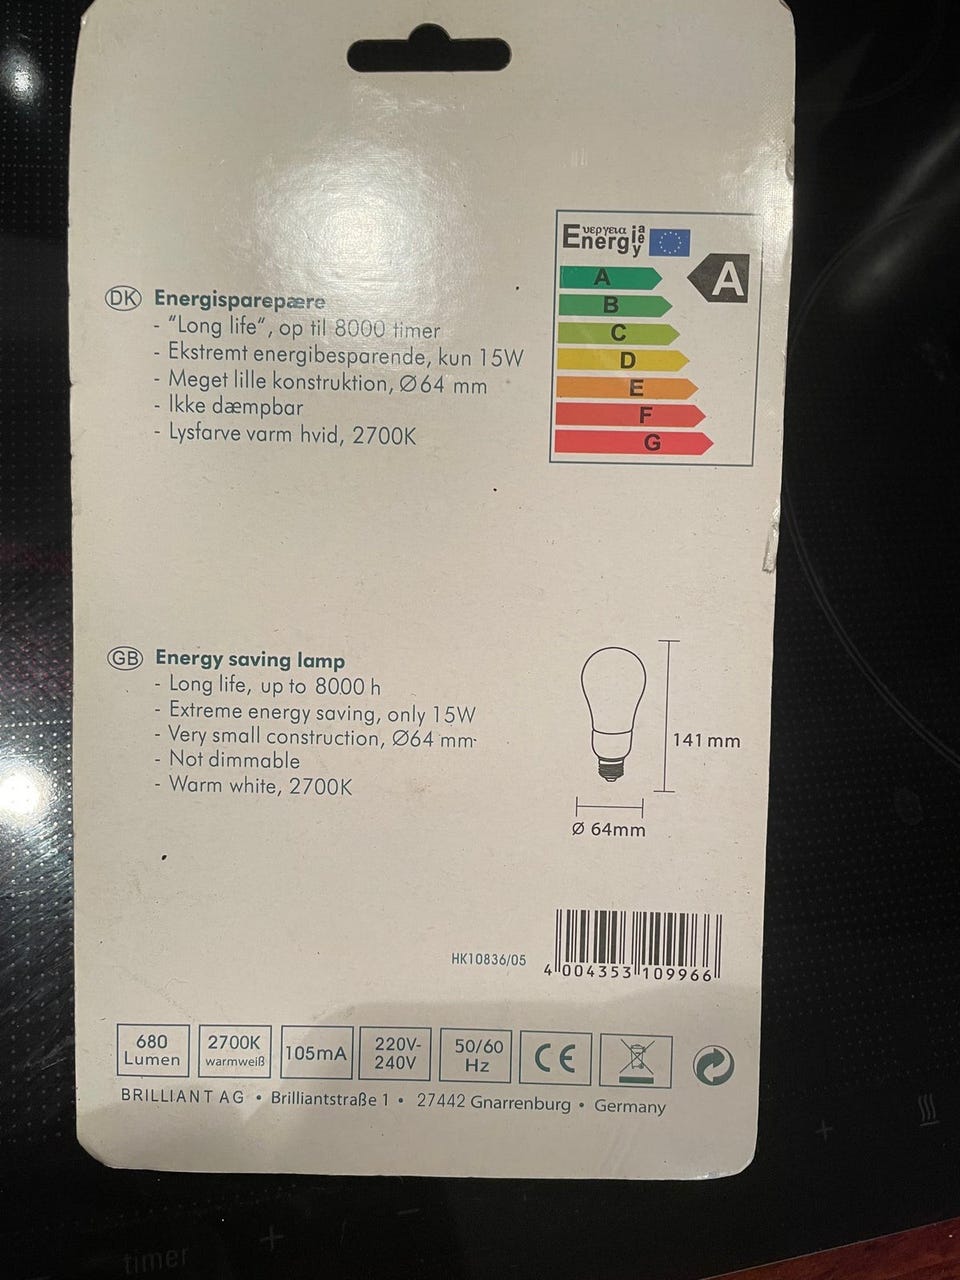 DK Energisparepære
- “Long life“, op til 8000 timer
- Ekstremt energibesparende, kun 15W
- Meget lille konstruktion, Ø64 mm
- Ikke dæmpbar
- Lysfarve varm hvid, 2700K
Energ ενεργεια
ia ie y
A
A
B
C
D
E
F
G
GB Energy saving lamp
- Long life, up to 8000 h
- Extreme energy saving, only 15W
- Very small construction, Ø64 mm
- Not dimmable
- Warm white, 2700K
141 mm
Ø 64mm
HK10836/05
4 004353 109966
680 Lumen
2700K warmweiß
105mA
220V-240V
50/60 Hz
CE
BRILLIANT AG • Brilliantstraße 1 • 27442 Gnarrenburg • Germany
timer